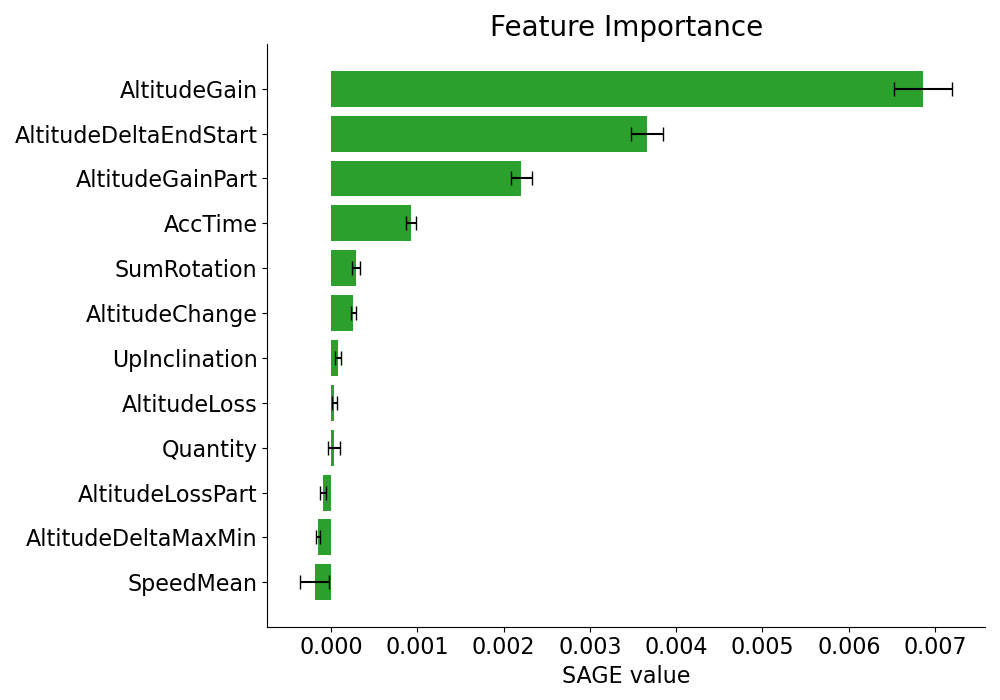 Feature Importance
AltitudeGain
AltitudeDeltaEndStart
AltitudeGainPart
AccTime
SumRotation
AltitudeChange
UpInclination
AltitudeLoss
Quantity
AltitudeLossPart
AltitudeDeltaMaxMin
SpeedMean
0.000 0.001 0.002 0.003 0.004 0.005 0.006 0.007
SAGE value